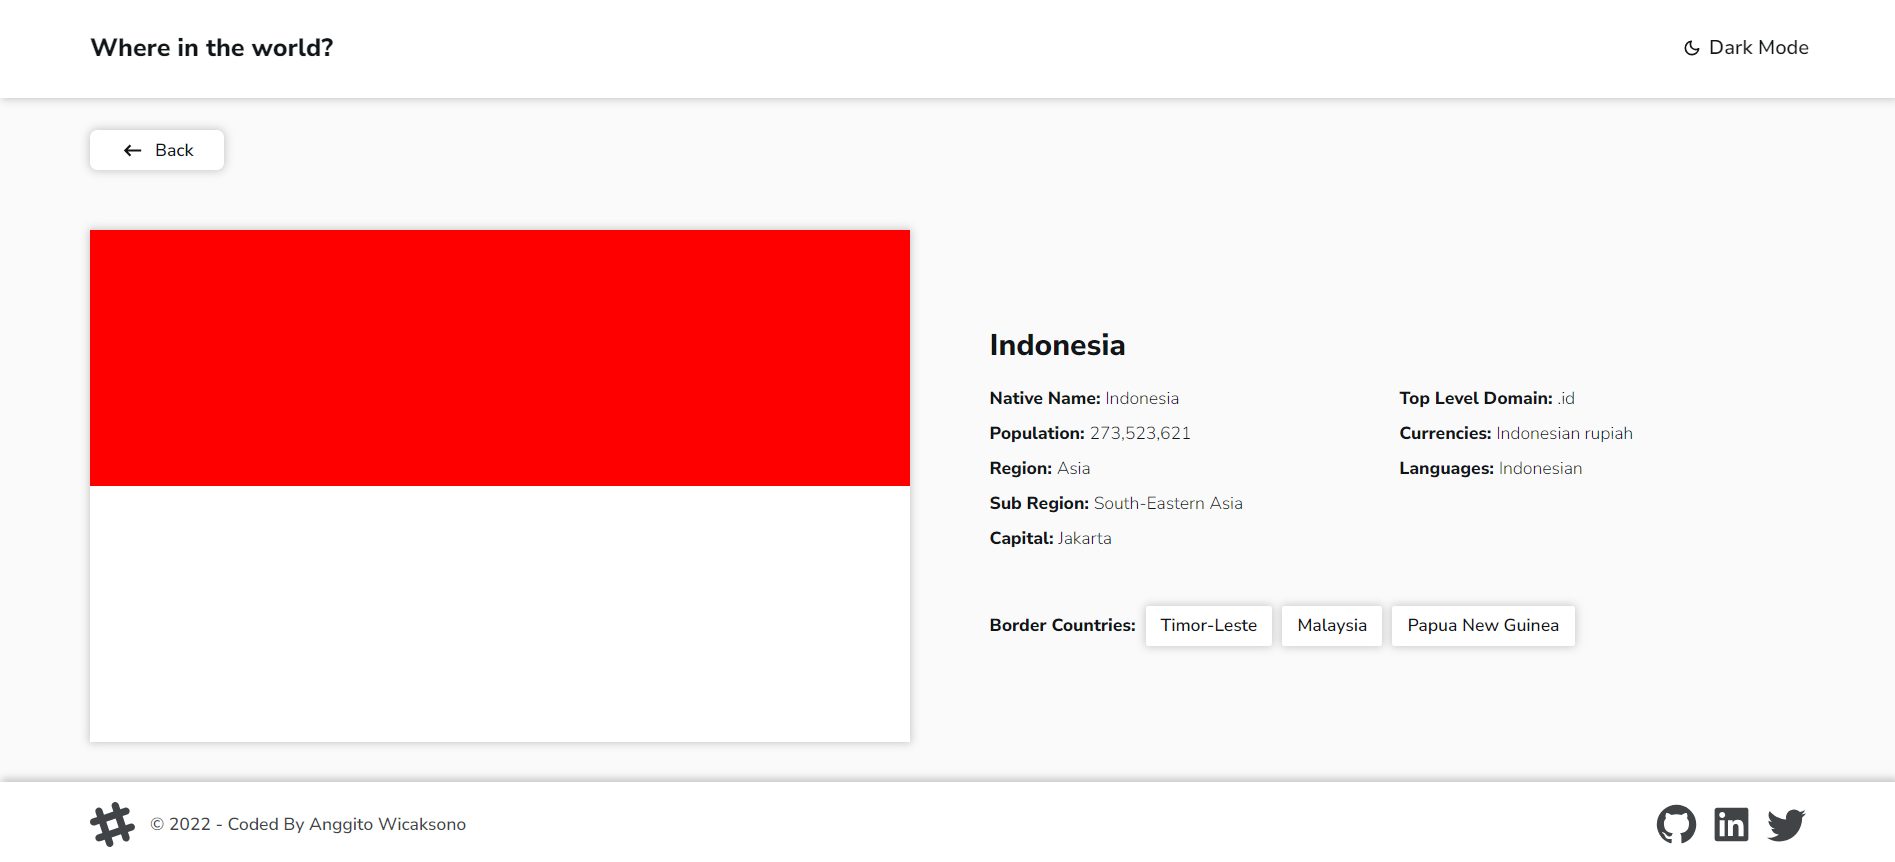 Where in the world?
Dark Mode
Back
Indonesia
Native Name: Indonesia
Population: 273,523,621
Region: Asia
Sub Region: South-Eastern Asia
Capital: Jakarta
Top Level Domain: .id
Currencies: Indonesian rupiah
Languages: Indonesian
Border Countries: Timor-Leste Malaysia Papua New Guinea
© 2022 - Coded By Anggito Wicaksono
in